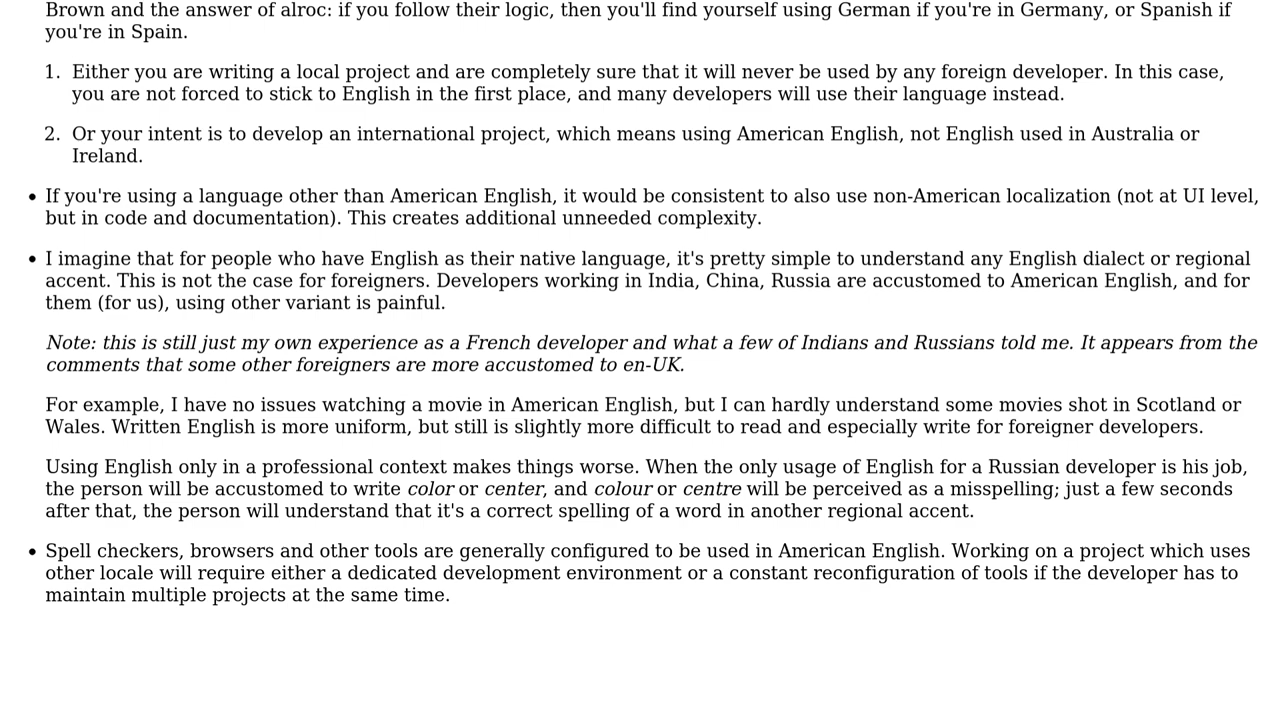 Brown and the answer of alroc: if you follow their logic, then you'll find yourself using German if you're in Germany, or Spanish if
you're in Spain.
1. Either you are writing a local project and are completely sure that it will never be used by any foreign developer. In this case,
you are not forced to stick to English in the first place, and many developers will use their language instead.
2. Or your intent is to develop an international project, which means using American English, not English used in Australia or
Ireland.
• If you're using a language other than American English, it would be consistent to also use non-American localization (not at UI level,
but in code and documentation). This creates additional unneeded complexity.
• I imagine that for people who have English as their native language, it's pretty simple to understand any English dialect or regional
accent. This is not the case for foreigners. Developers working in India, China, Russia are accustomed to American English, and for
them (for us), using other variant is painful.
Note: this is still just my own experience as a French developer and what a few of Indians and Russians told me. It appears from the
comments that some other foreigners are more accustomed to en-UK.
For example, I have no issues watching a movie in American English, but I can hardly understand some movies shot in Scotland or
Wales. Written English is more uniform, but still is slightly more difficult to read and especially write for foreigner developers.
Using English only in a professional context makes things worse. When the only usage of English for a Russian developer is his job,
the person will be accustomed to write color or center, and colour or centre will be perceived as a misspelling; just a few seconds
after that, the person will understand that it's a correct spelling of a word in another regional accent.
• Spell checkers, browsers and other tools are generally configured to be used in American English. Working on a project which uses
other locale will require either a dedicated development environment or a constant reconfiguration of tools if the developer has to
maintain multiple projects at the same time.